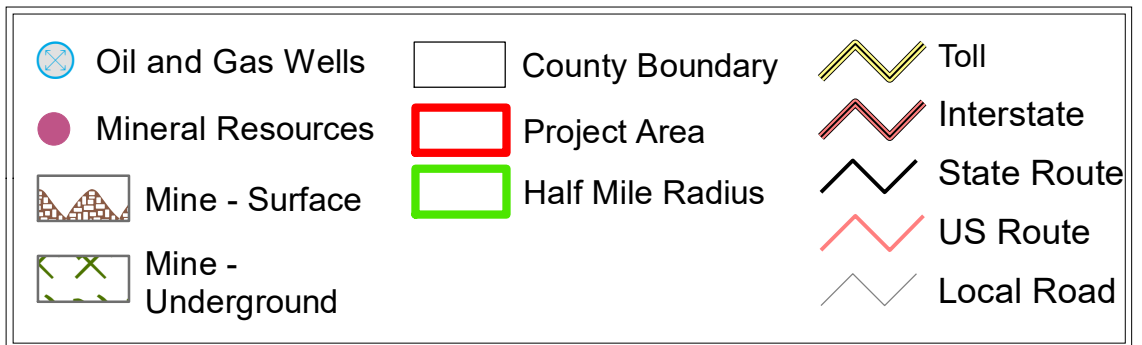 Oil and Gas Wells
Mineral Resources
Mine - Surface
Mine -
Underground
County Boundary
Project Area
Half Mile Radius
Toll
Interstate
State Route
US Route
Local Road